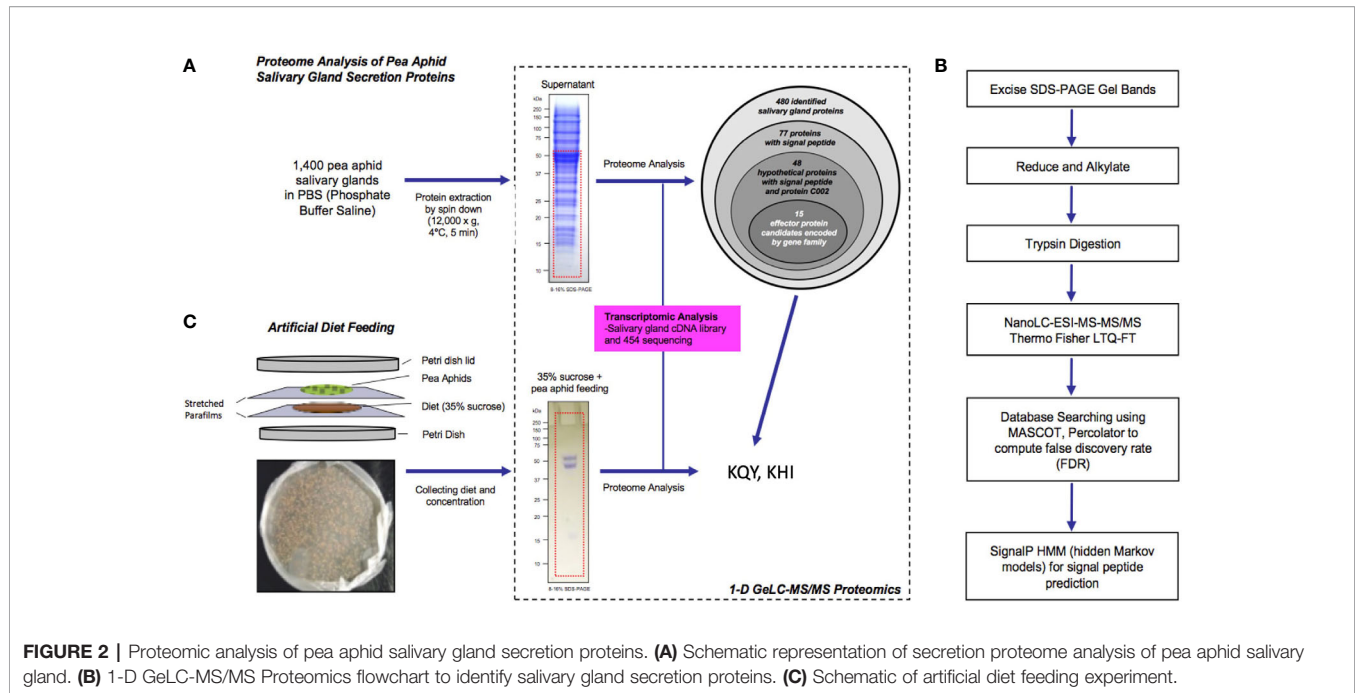 A
Proteome Analysis of Pea Aphid
Salivary Gland Secretion Proteins
1,400 pea aphid
salivary glands
in PBS (Phosphate
Buffer Saline)
Protein extraction
by spin down
(12,000 x g,
4°C, 5 min)
Supernatant
kDa
250
150
100
75
50
37
25
20
15
10
8-16% SDS-PAGE
Proteome Analysis
480 identified
salivary gland proteins
77 proteins
with signal peptide
48
hypothetical proteins
with signal peptide
and protein C002
15
effector protein
candidates encoded
by gene family
Transcriptomic Analysis
-Salivary gland cDNA library
and 454 sequencing
C
Artificial Diet Feeding
Petri dish lid
Pea Aphids
Stretched
Parafilms
Diet (35% sucrose)
Petri Dish
Collecting diet and
concentration
35% sucrose +
pea aphid feeding
kDa
250
150
100
75
50
37
25
20
15
10
8-16% SDS-PAGE
Proteome Analysis
KQY, KHI
1-D GeLC-MS/MS Proteomics
B
Excise SDS-PAGE Gel Bands
Reduce and Alkylate
Trypsin Digestion
NanoLC-ESI-MS-MS/MS
Thermo Fisher LTQ-FT
Database Searching using
MASCOT, Percolator to
compute false discovery rate
(FDR)
SignalP HMM (hidden Markov
models) for signal peptide
prediction
FIGURE 2 | Proteomic analysis of pea aphid salivary gland secretion proteins. (A) Schematic representation of secretion proteome analysis of pea aphid salivary
gland. (B) 1-D GeLC-MS/MS Proteomics flowchart to identify salivary gland secretion proteins. (C) Schematic of artificial diet feeding experiment.